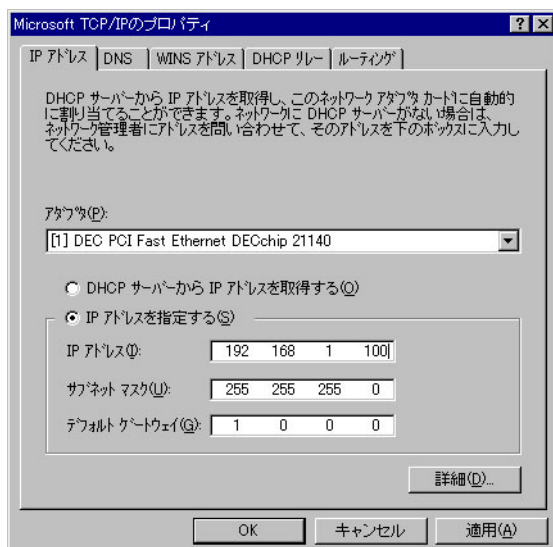 Microsoft TCP/IPのプロパティ
IP アドレス DNS WINS アドレス DHCP リレー ルーティング
DHCP サーバーから IP アドレスを取得し、このネットワーク アダプタ カードに自動的
に割り当てることができます。ネットワークに DHCP サーバーがない場合は、
ネットワーク管理者にアドレスを問い合わせて、そのアドレスを下のボックスに入力し
てください。
アダプタ(P):
[1] DEC PCI Fast Ethernet DECchip 21140
DHCP サーバーから IP アドレスを取得する(O)
IP アドレスを指定する(S)
IP アドレス(I): 192 168 1 100
サブネット マスク(U): 255 255 255 0
デフォルト ゲートウェイ(G): 1 0 0 0
詳細(D)...
OK キャンセル 適用(A)